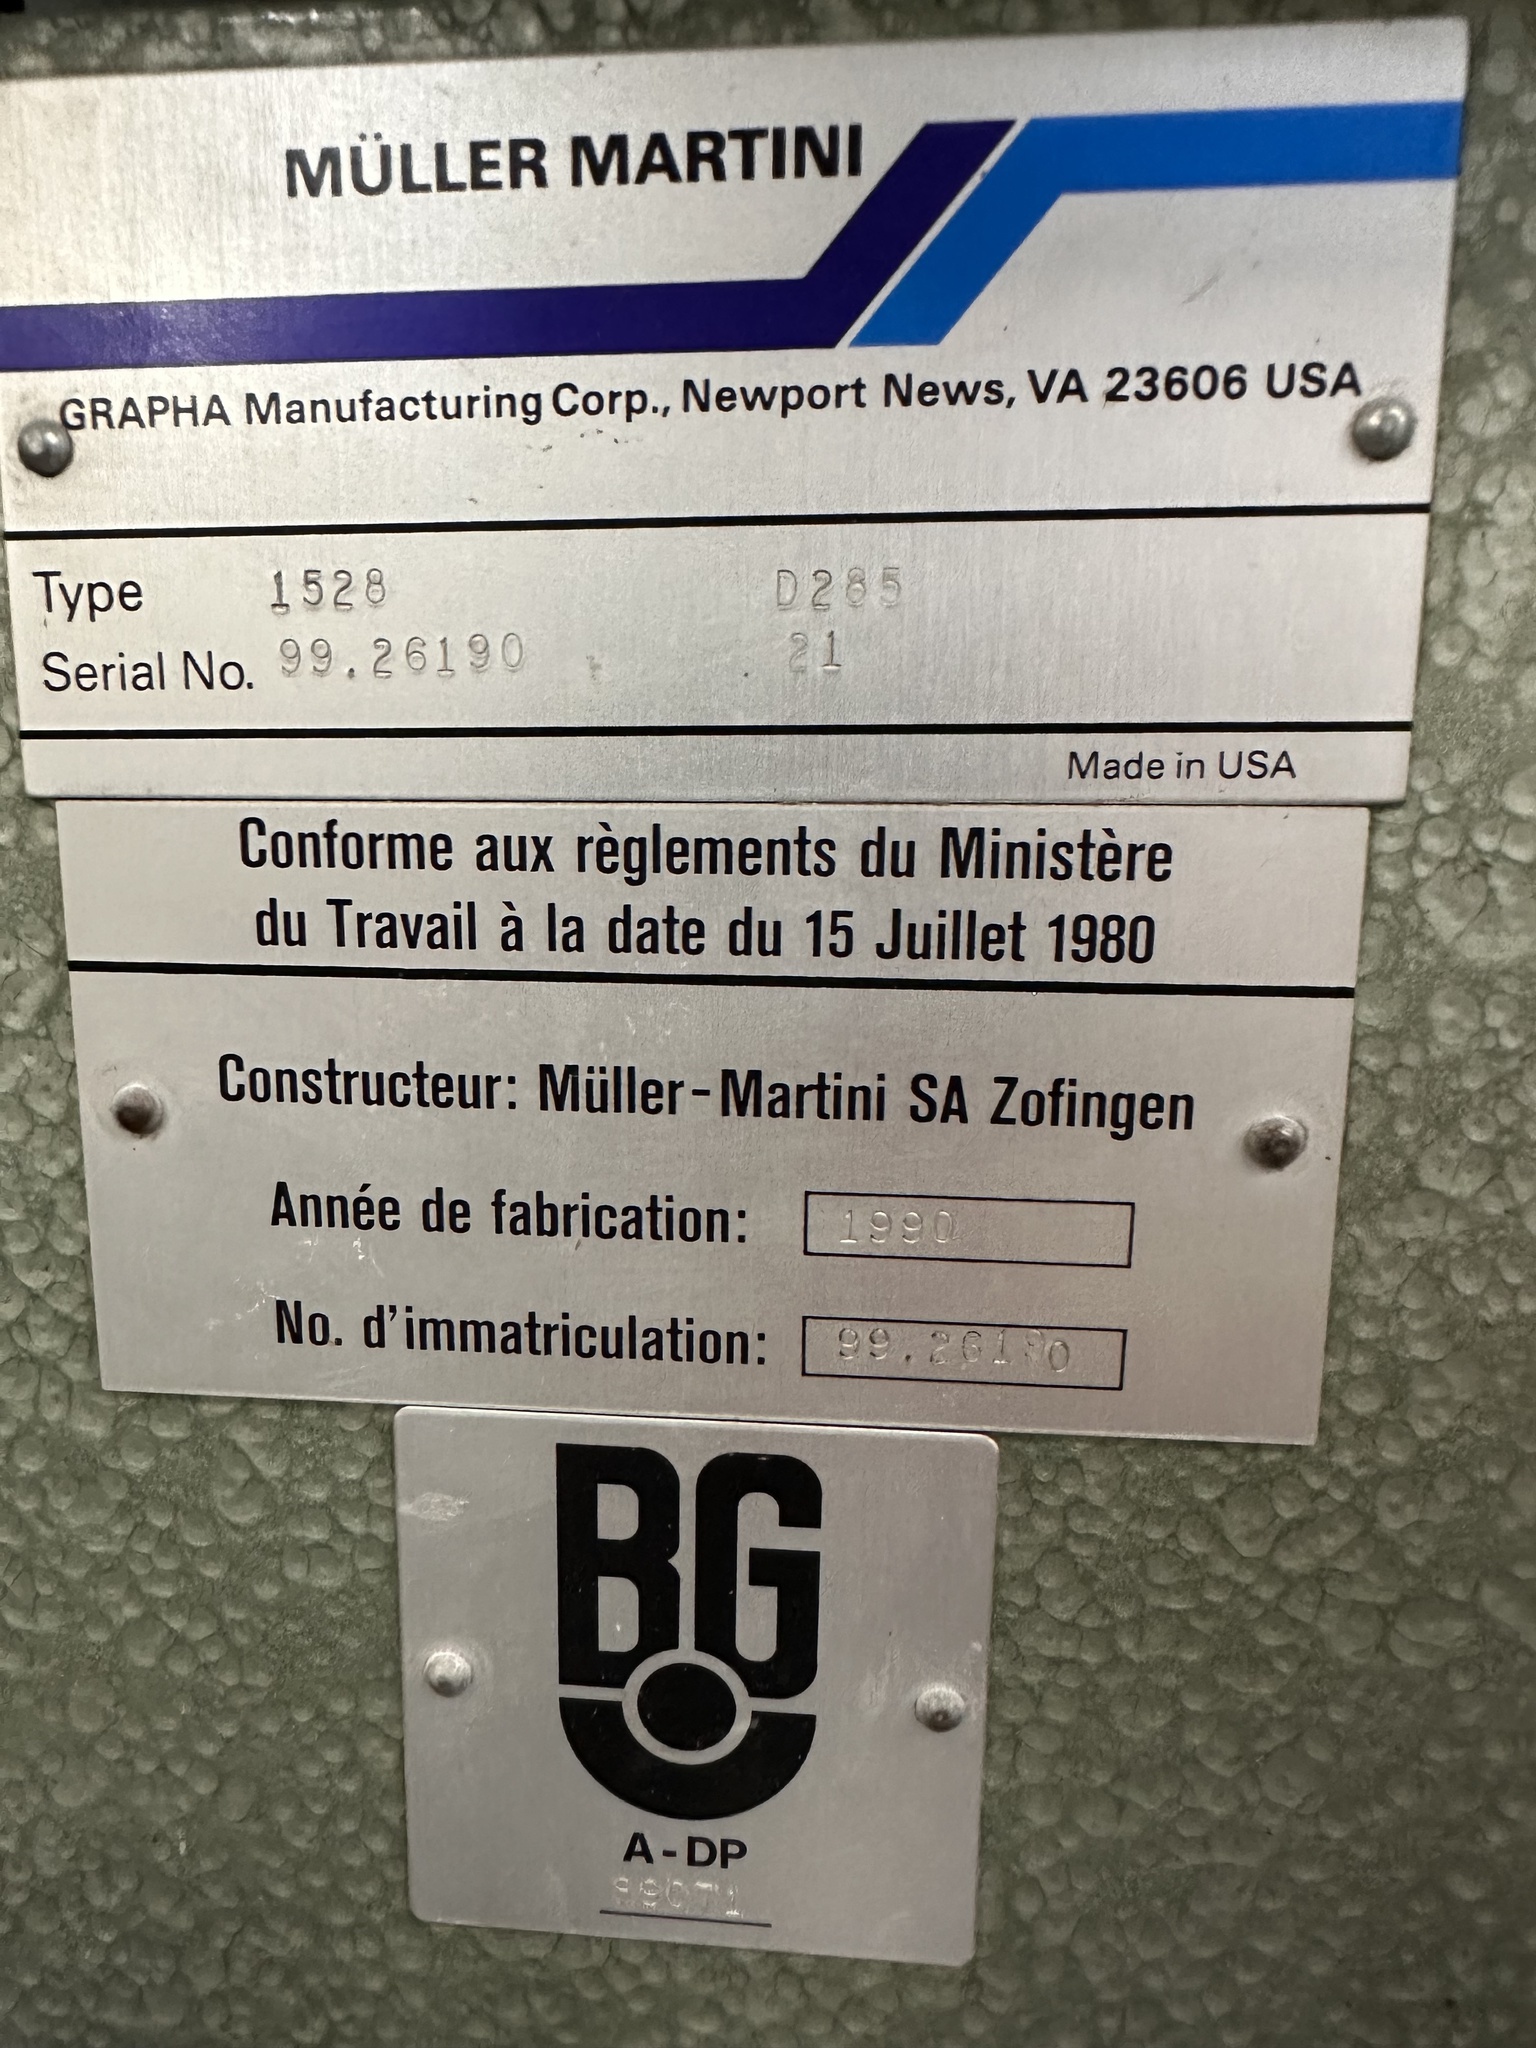 MÜLLER MARTINI
GRAPHA Manufacturing Corp., Newport News, VA 23606 USA
Type 1528 D285
Serial No. 99.26190 21
Made in USA
Conforme aux règlements du Ministère
du Travail à la date du 15 Juillet 1980
Constructeur: Müller-Martini SA Zofingen
Année de fabrication: 1990
No. d'immatriculation: 99.26190
BG
A-DP